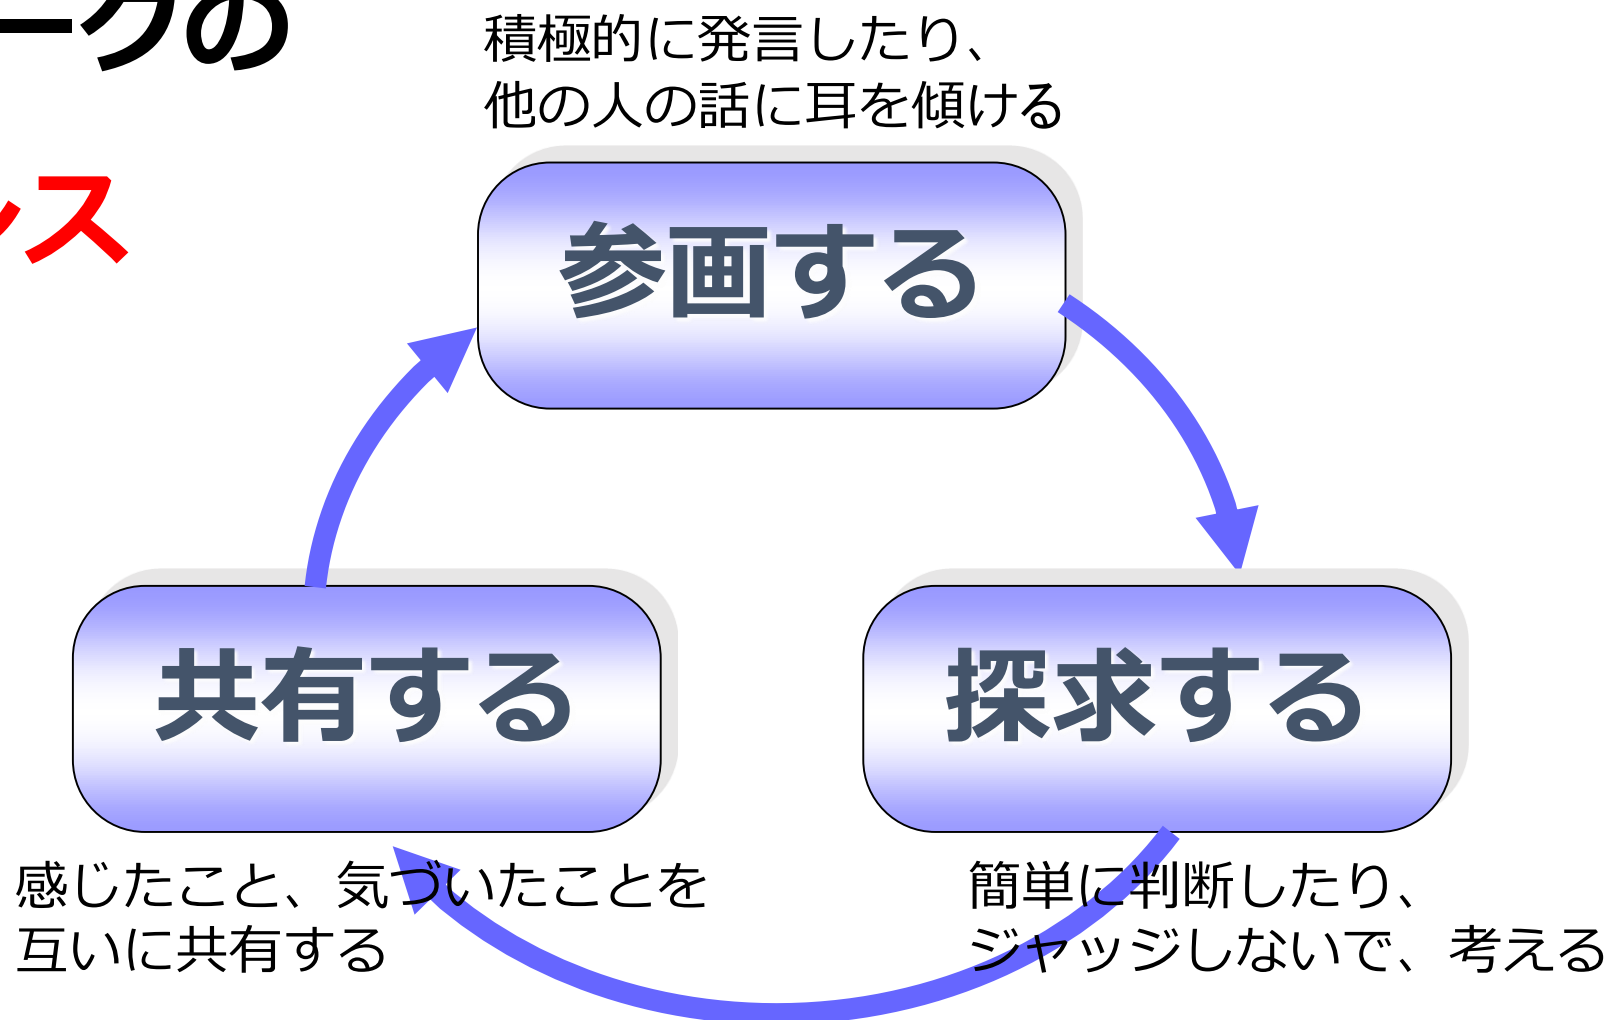 ークの
ンス
積極的に発言したり、
他の人の話に耳を傾ける
参画する
共有する
探求する
感じたこと、気づいたことを
互いに共有する
簡単に判断したり、
ジャッジしないで、考える